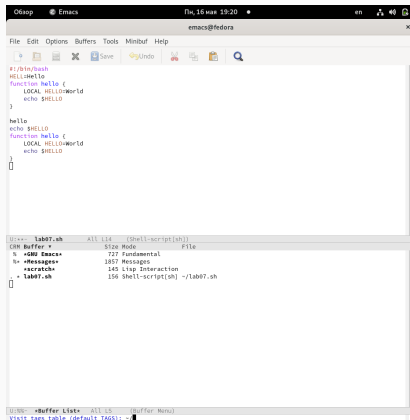 Обзор Emacs Пн, 16 мая 19:20 en
emacs@fedora ×
File Edit Options Buffers Tools Minibuf Help
Save Undo
#!/bin/bash
HELL=Hello
function hello {
LOCAL HELLO=World
echo $HELLO
}
hello
echo $HELLO
function hello {
LOCAL HELLO=World
echo $HELLO
}
U:**- lab07.sh All L14 (Shell-script[sh])
CRM Buffer ▼ Size Mode File
% *GNU Emacs* 727 Fundamental
%* *Messages* 1857 Messages
*scratch* 145 Lisp Interaction
. * lab07.sh 156 Shell-script[sh] ~/lab07.sh
U:%%- *Buffer List* All L5 (Buffer Menu)
Visit tags table (default TAGS): ~/